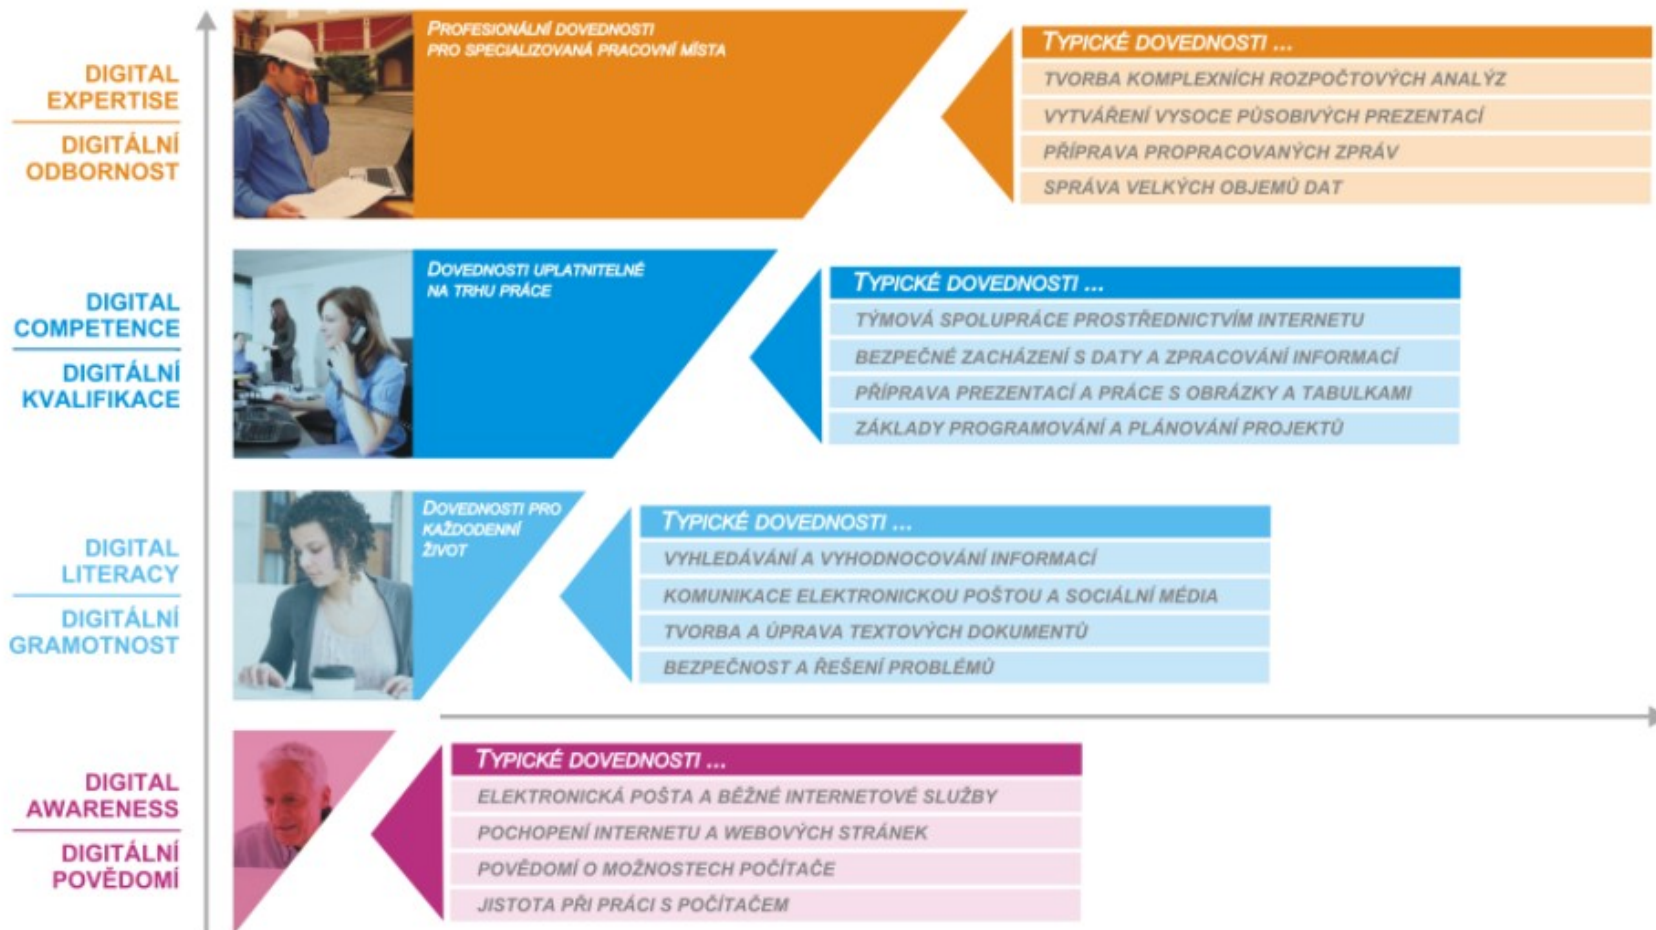 DIGITAL
EXPERTISE
DIGITÁLNÍ
ODBORNOST
PROFESIONÁLNÍ DOVEDNOSTI
PRO SPECIALIZOVANÁ PRACOVNÍ MÍSTA
TYPICKÉ DOVEDNOSTI ...
TVORBA KOMPLEXNÍCH ROZPOČTOVÝCH ANALÝZ
VYTVÁŘENÍ VYSOCE PŮSOBIVÝCH PREZENTACÍ
PŘÍPRAVA PROPRACOVANÝCH ZPRÁV
SPRÁVA VELKÝCH OBJEMŮ DAT
DIGITAL
COMPETENCE
DIGITÁLNÍ
KVALIFIKACE
DOVEDNOSTI UPLATNITELNÉ
NA TRHU PRÁCE
TYPICKÉ DOVEDNOSTI ...
TÝMOVÁ SPOLUPRÁCE PROSTŘEDNICTVÍM INTERNETU
BEZPEČNÉ ZACHÁZENÍ S DATY A ZPRACOVÁNÍ INFORMACÍ
PŘÍPRAVA PREZENTACÍ A PRÁCE S OBRÁZKY A TABULKAMI
ZÁKLADY PROGRAMOVÁNÍ A PLÁNOVÁNÍ PROJEKTŮ
DIGITAL
LITERACY
DIGITÁLNÍ
GRAMOTNOST
DOVEDNOSTI PRO
KAŽDODENNÍ
ŽIVOT
TYPICKÉ DOVEDNOSTI ...
VYHLEDÁVÁNÍ A VYHODNOCOVÁNÍ INFORMACÍ
KOMUNIKACE ELEKTRONICKOU POŠTOU A SOCIÁLNÍ MÉDIA
TVORBA A ÚPRAVA TEXTOVÝCH DOKUMENTŮ
BEZPEČNOST A ŘEŠENÍ PROBLÉMŮ
DIGITAL
AWARENESS
DIGITÁLNÍ
POVĚDOMÍ
TYPICKÉ DOVEDNOSTI ...
ELEKTRONICKÁ POŠTA A BĚŽNÉ INTERNETOVÉ SLUŽBY
POCHOPENÍ INTERNETU A WEBOVÝCH STRÁNEK
POVĚDOMÍ O MOŽNOSTECH POČÍTAČE
JISTOTA PŘI PRÁCI S POČÍTAČEM